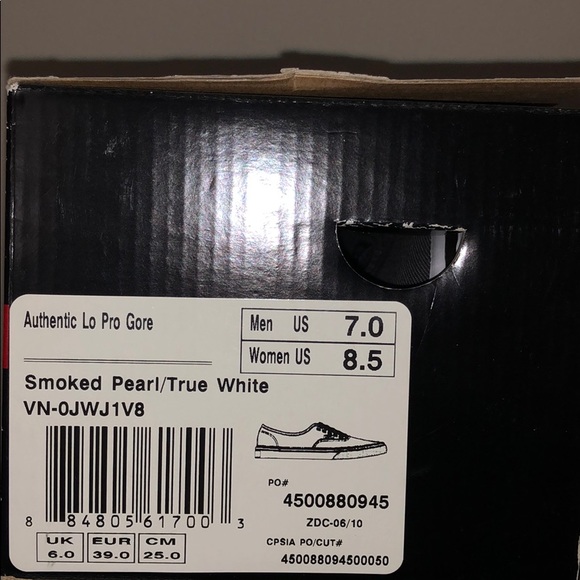 Authentic Lo Pro Gore
Men US 7.0
Women US 8.5
Smoked Pearl/True White
VN-0JWJ1V8
PO#
4500880945
ZDC-06/10
CPSIA PO/CUT#
450088094500050
8 84805 61700 3
UK EUR CM
6.0 39.0 25.0